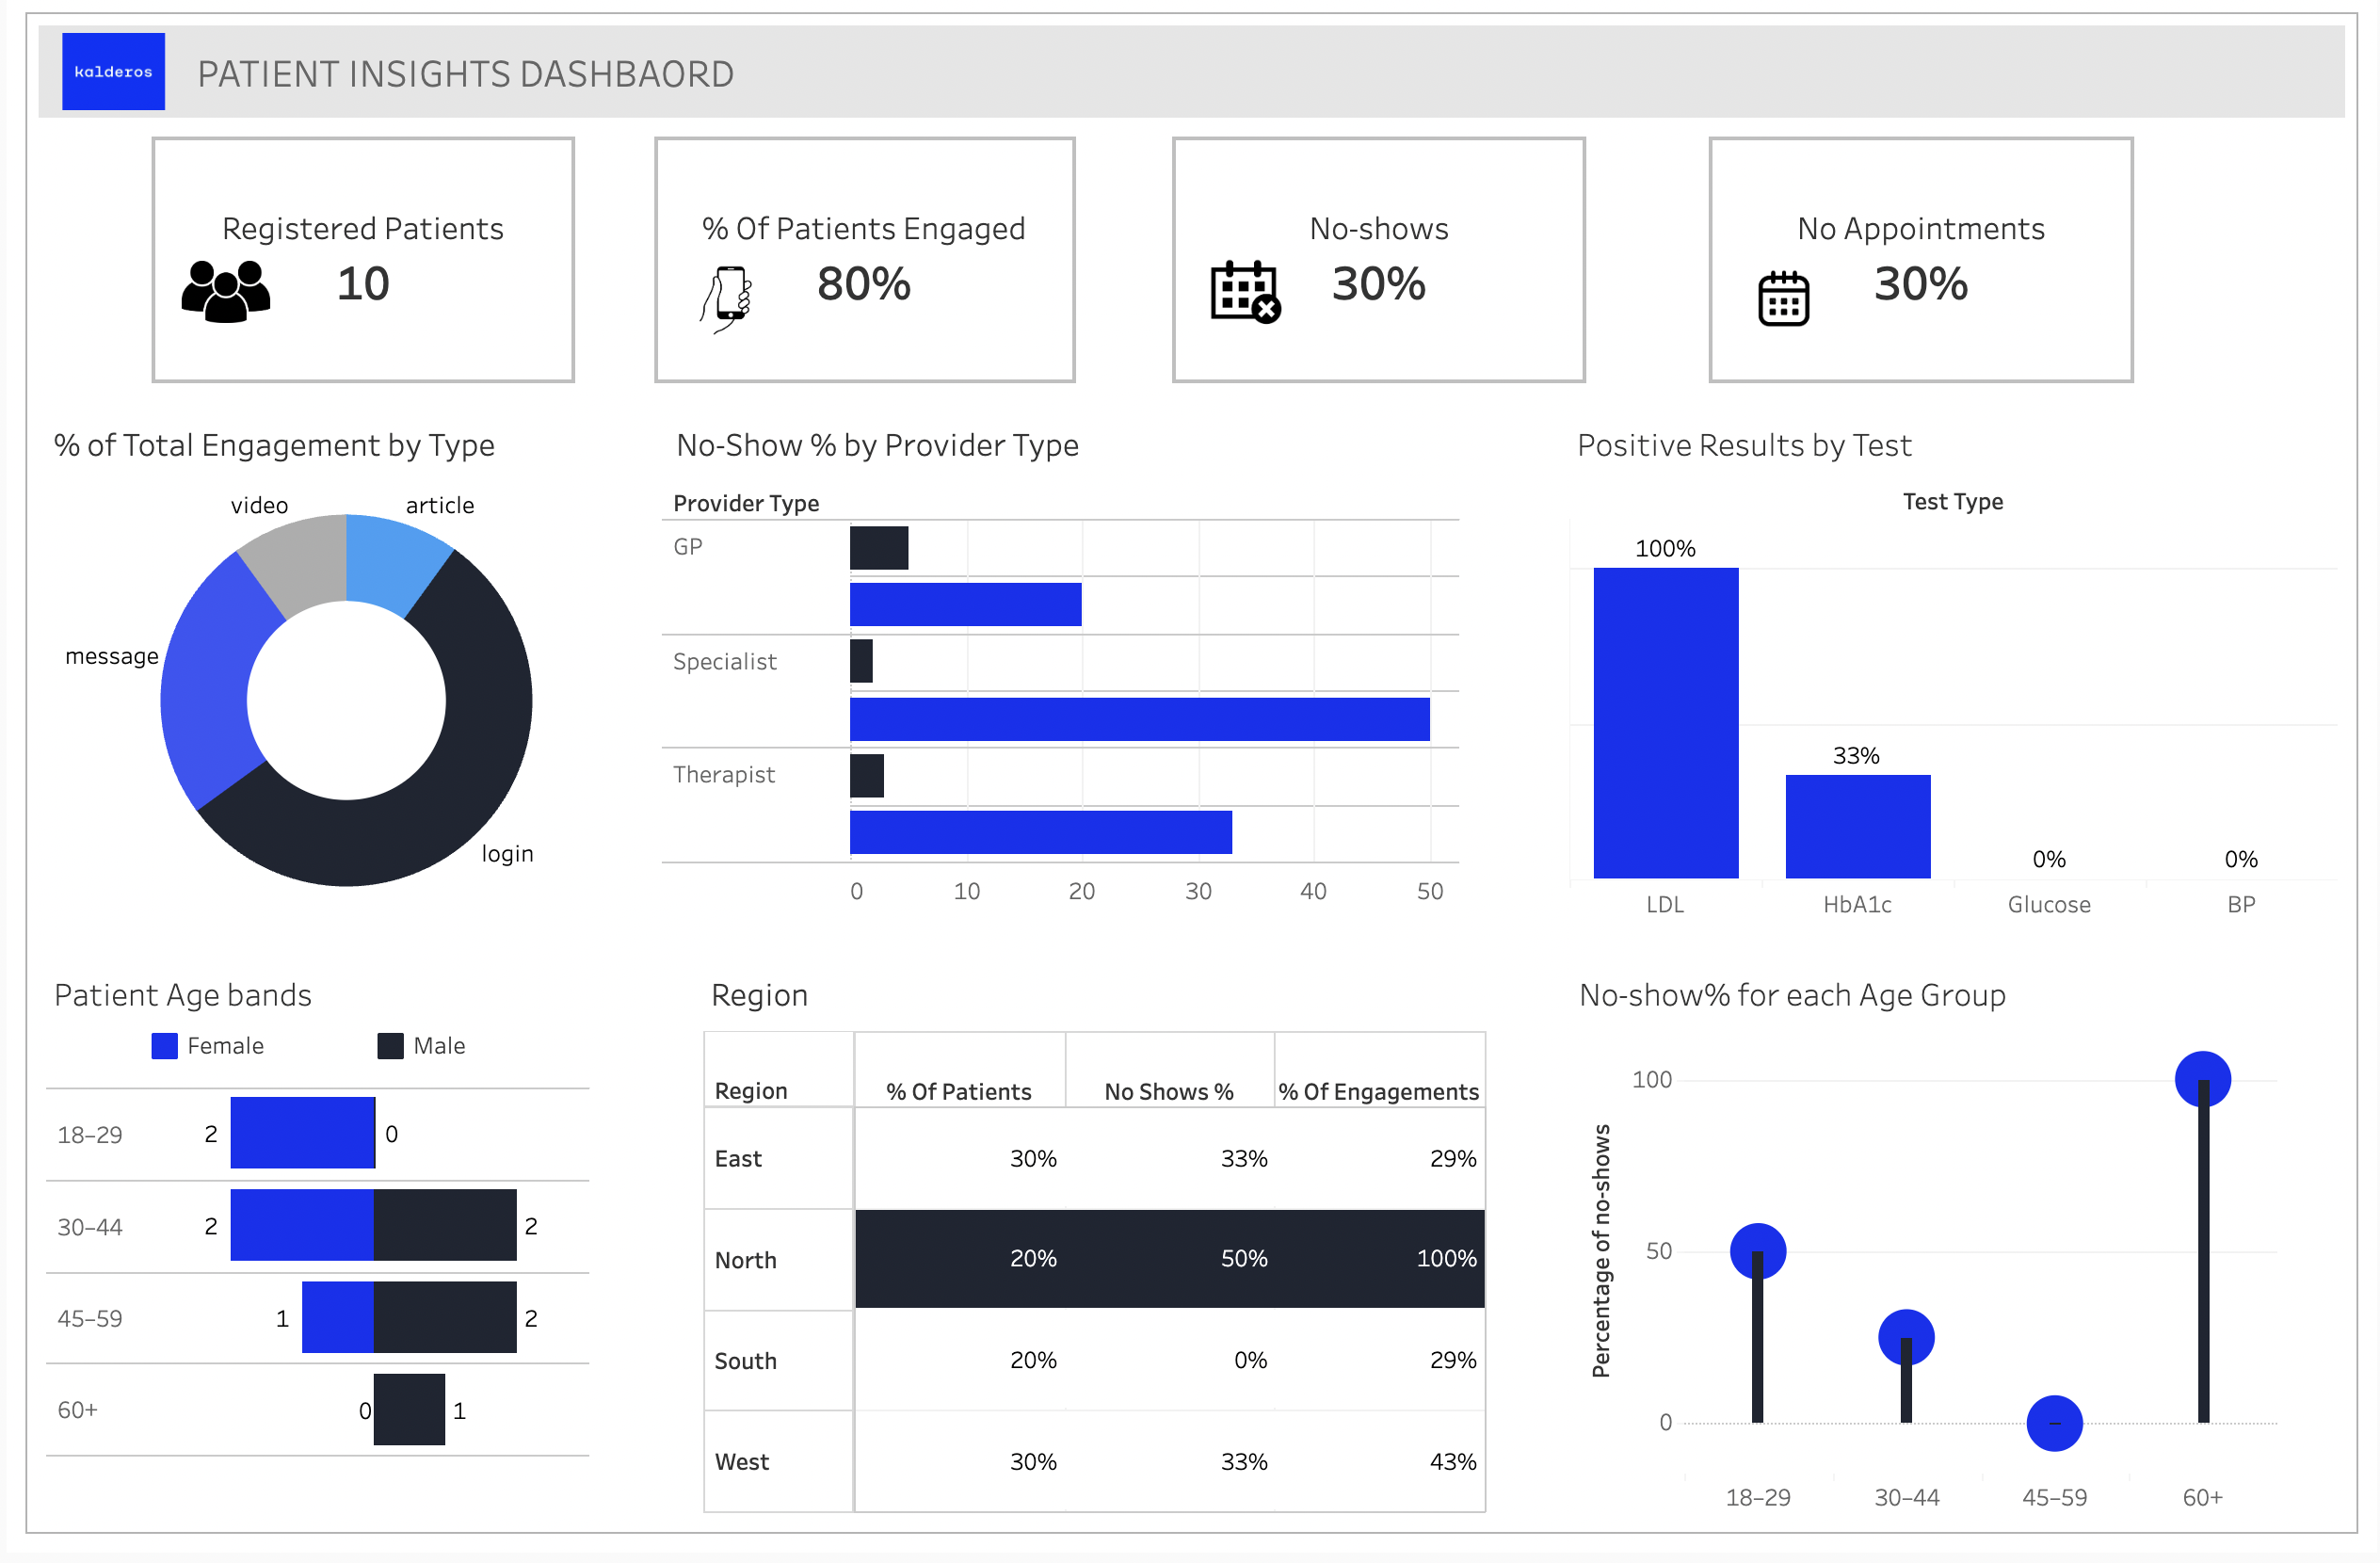 kalderos
PATIENT INSIGHTS DASHBAORD
Registered Patients
10
% Of Patients Engaged
80%
No-shows
30%
No Appointments
30%
% of Total Engagement by Type
video
article
message
login
No-Show % by Provider Type
Provider Type
GP
Specialist
Therapist
0 10 20 30 40 50
Positive Results by Test
Test Type
100%
33%
0%
0%
LDL HbA1c Glucose BP
Patient Age bands
Female Male
18–29 2 0
30–44 2 2
45–59 1 2
60+ 0 1
Region
Region % Of Patients No Shows % % Of Engagements
East 30% 33% 29%
North 20% 50% 100%
South 20% 0% 29%
West 30% 33% 43%
No-show% for each Age Group
Percentage of no-shows
100
50
0
18–29 30–44 45–59 60+